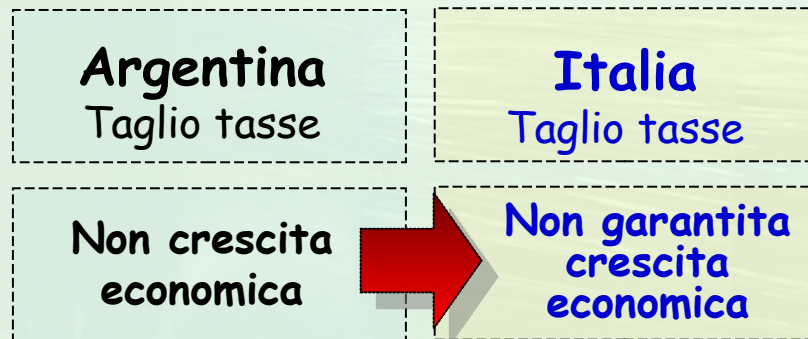 Argentina
Taglio tasse
Italia
Taglio tasse
Non crescita
economica
Non garantita
crescita
economica